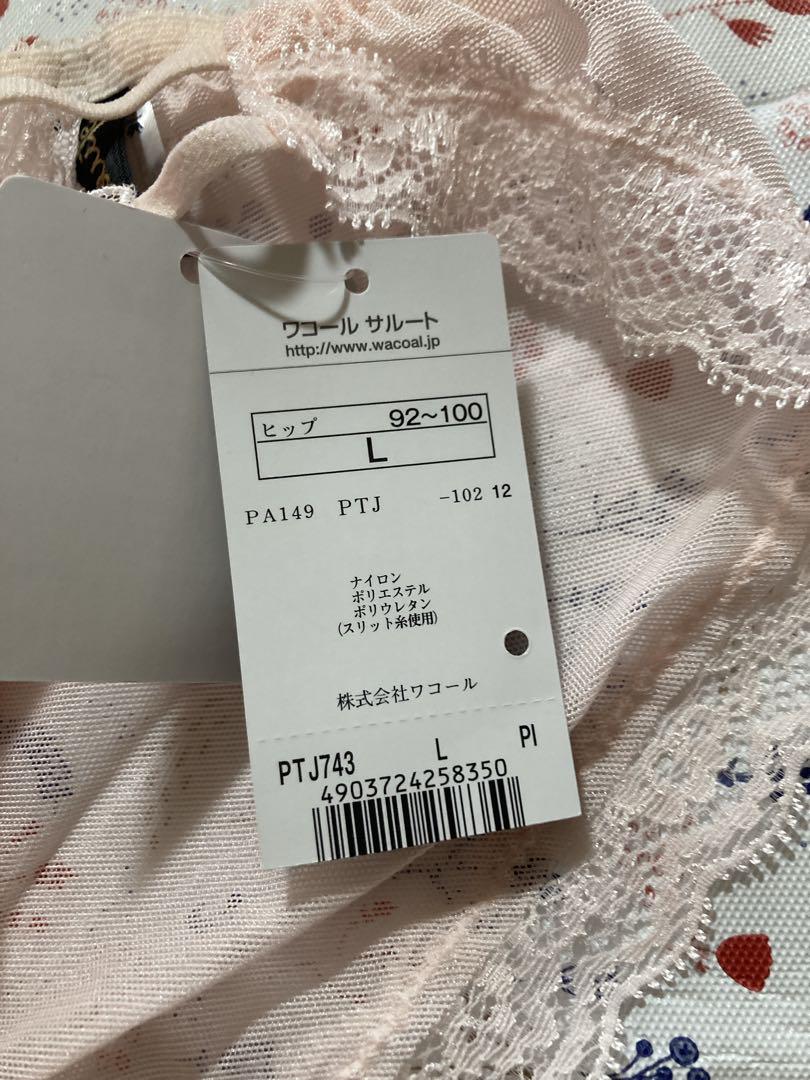 ワコール サルート
http://www.wacoal.jp
ヒップ 92~100
L
PA149 PTJ -102 12
ナイロン
ポリエステル
ポリウレタン
(スリット糸使用)
株式会社ワコール
PTJ743 L PI
4903724258350